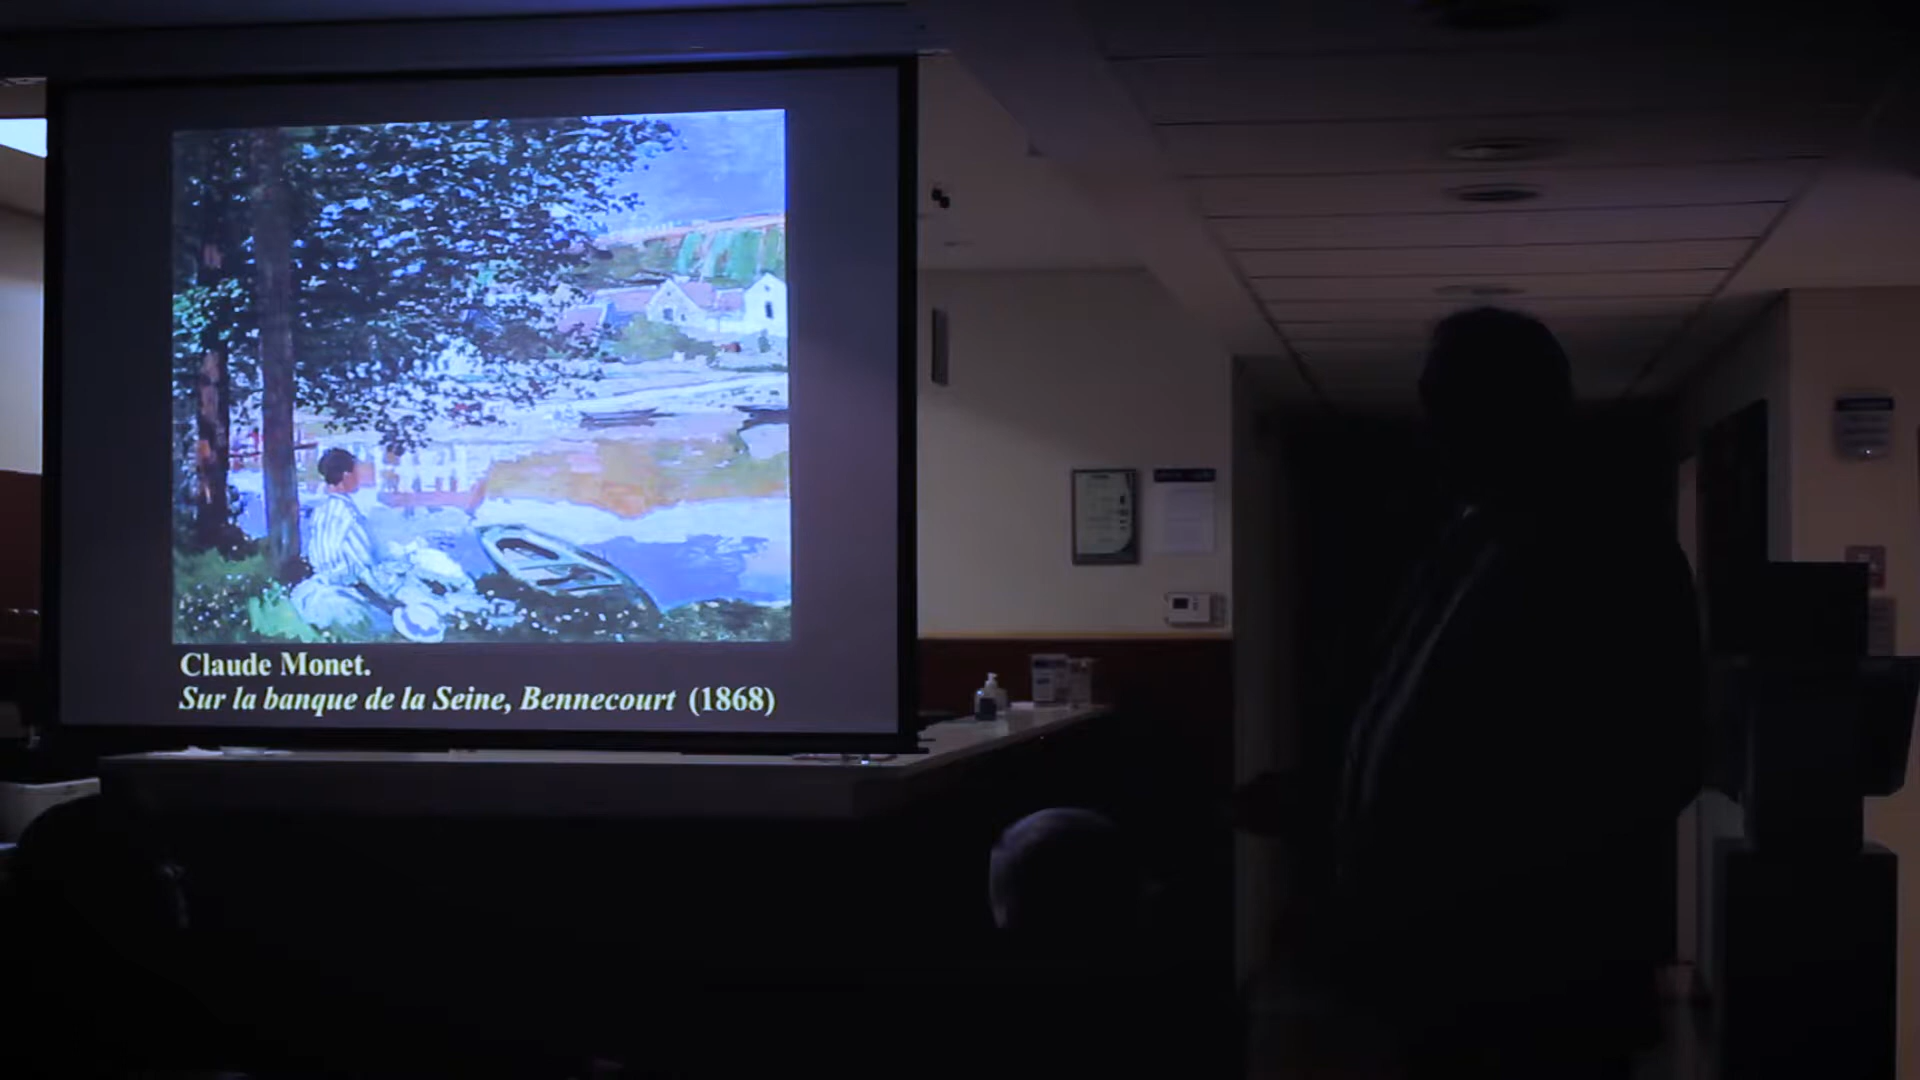 Claude Monet.
Sur la banque de la Seine, Bennecourt (1868)